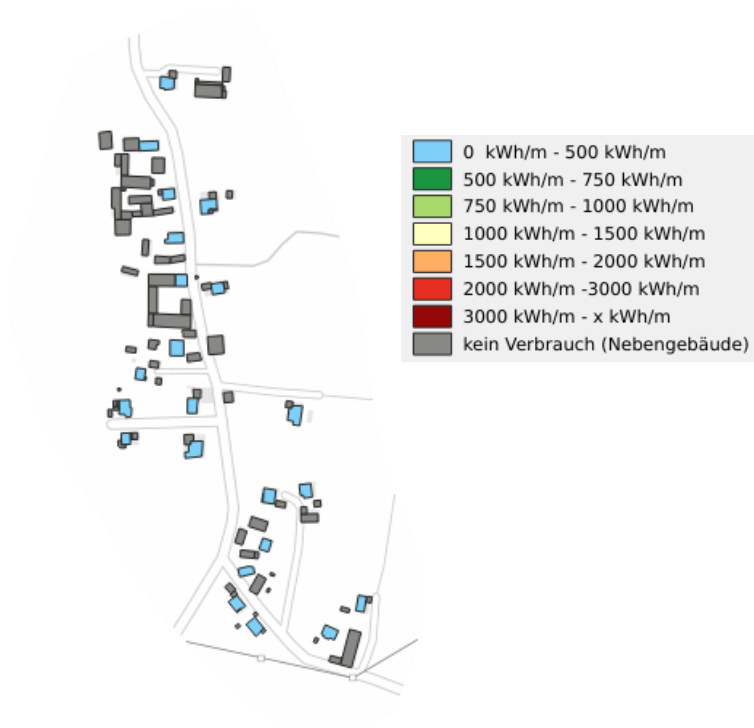 0  kWh/m - 500 kWh/m
500 kWh/m - 750 kWh/m
750 kWh/m - 1000 kWh/m
1000 kWh/m - 1500 kWh/m
1500 kWh/m - 2000 kWh/m
2000 kWh/m -3000 kWh/m
3000 kWh/m - x kWh/m
kein Verbrauch (Nebengebäude)